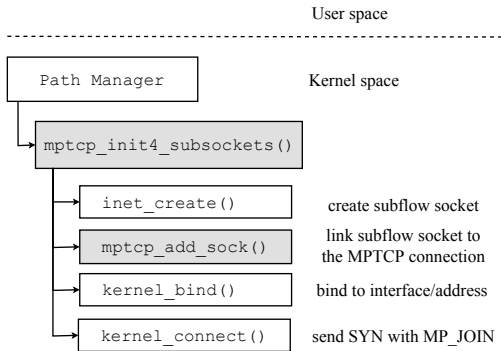 User space
Path Manager
Kernel space
mptcp_init4_subsockets()
inet_create()
create subflow socket
mptcp_add_sock()
link subflow socket to
the MPTCP connection
kernel_bind()
bind to interface/address
kernel_connect()
send SYN with MP_JOIN